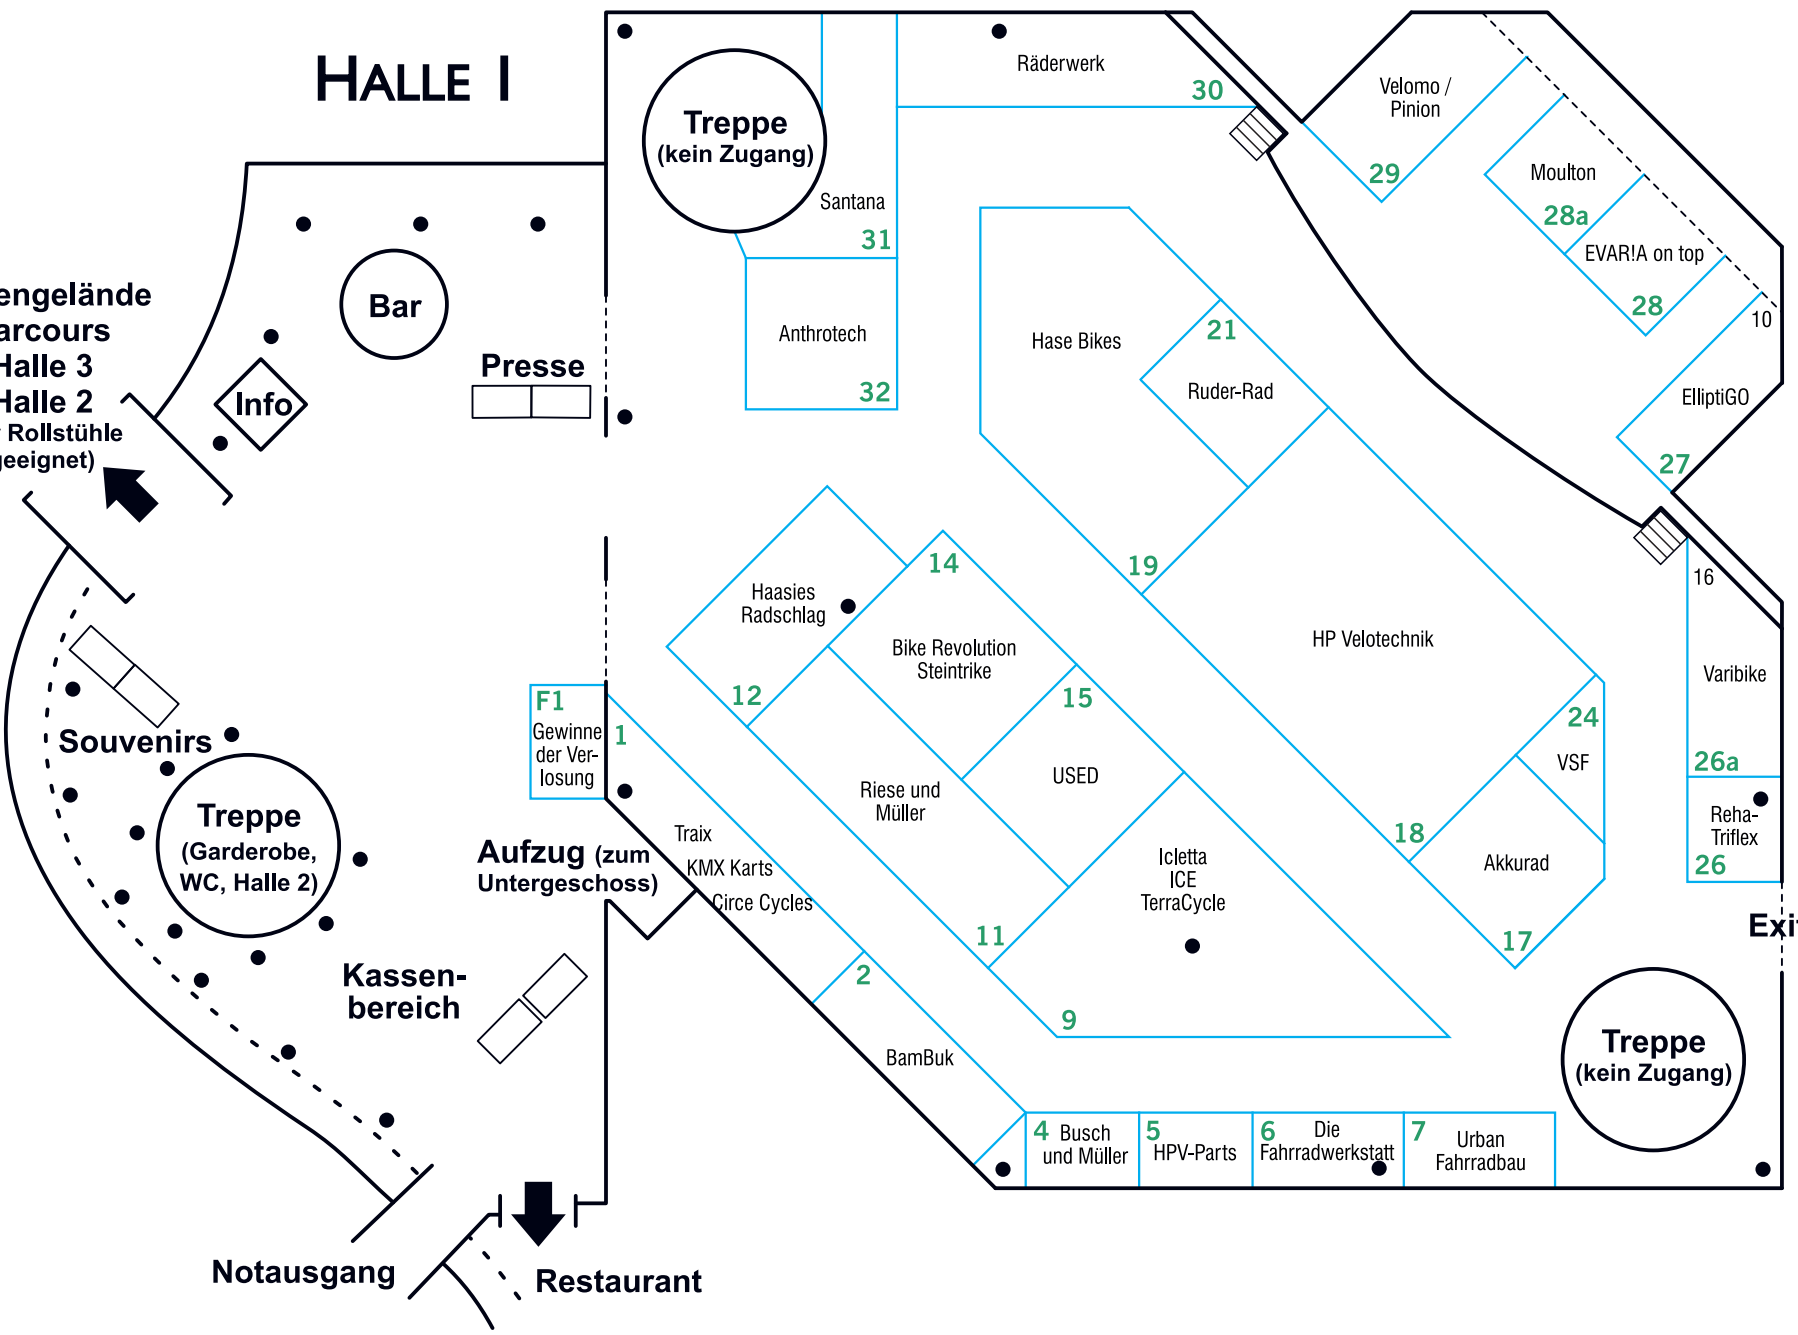 HALLE I
Treppe
(kein Zugang)
Räderwerk
30
Velomo /
Pinion
29
Moulton
28a
EVAR!A on top
28
10
ElliptiGO
27
Santana
31
Anthrotech
32
Bar
Presse
Info
engelände
arcours
Halle 3
Halle 2
r Rollstühle
geeignet)
Hase Bikes
21
Ruder-Rad
19
14
Haasies
Radschlag
12
Bike Revolution
Steintrike
15
HP Velotechnik
16
Varibike
26a
Reha-
Triflex
26
24
VSF
18
Akkurad
17
Exit
F1
Gewinne
der Ver-
losung
1
Souvenirs
Riese und
Müller
11
USED
Icletta
ICE
TerraCycle
9
Treppe
(Garderobe,
WC, Halle 2)
Aufzug (zum
Untergeschoss)
Traix
KMX Karts
Circe Cycles
2
BamBuk
Kassen-
bereich
Treppe
(kein Zugang)
4 Busch
und Müller
5
HPV-Parts
6 Die
Fahrradwerkstatt
7
Urban
Fahrradbau
Notausgang
Restaurant